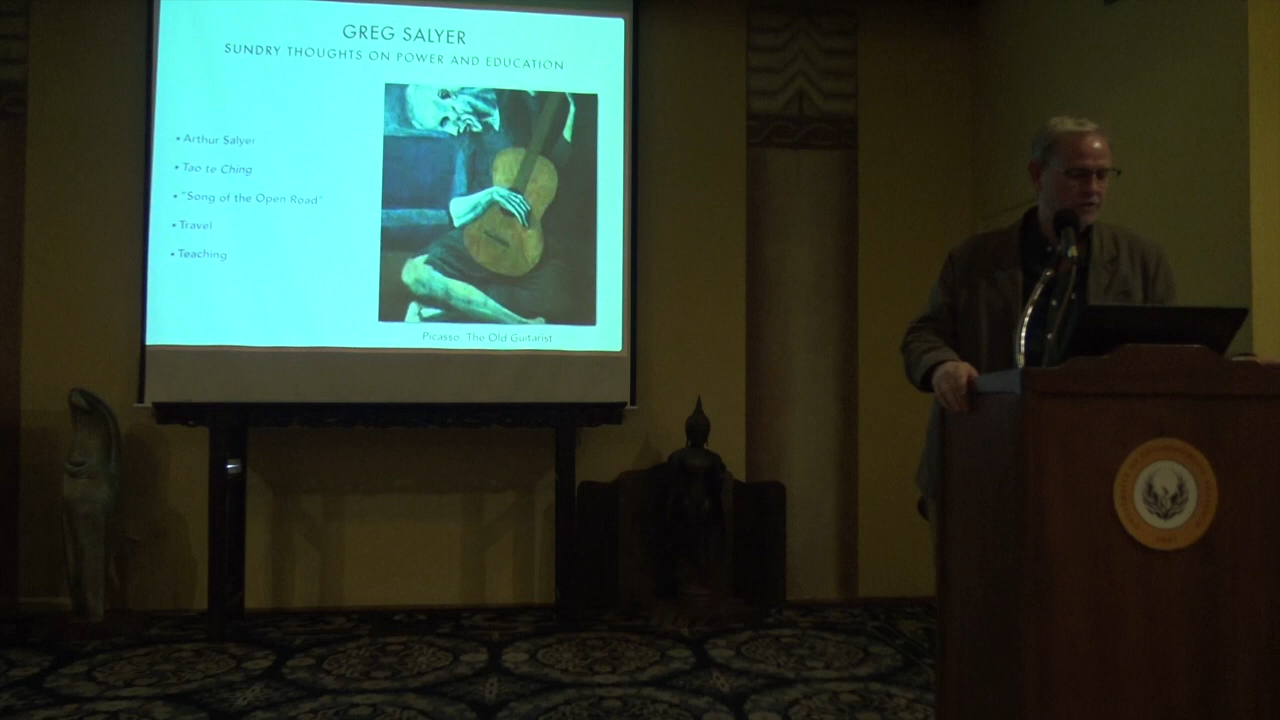 GREG SALYER
SUNDRY THOUGHTS ON POWER AND EDUCATION
• Arthur Salyer
• Tao te Ching
• "Song of the Open Road"
• Travel
• Teaching
Picasso, The Old Guitarist